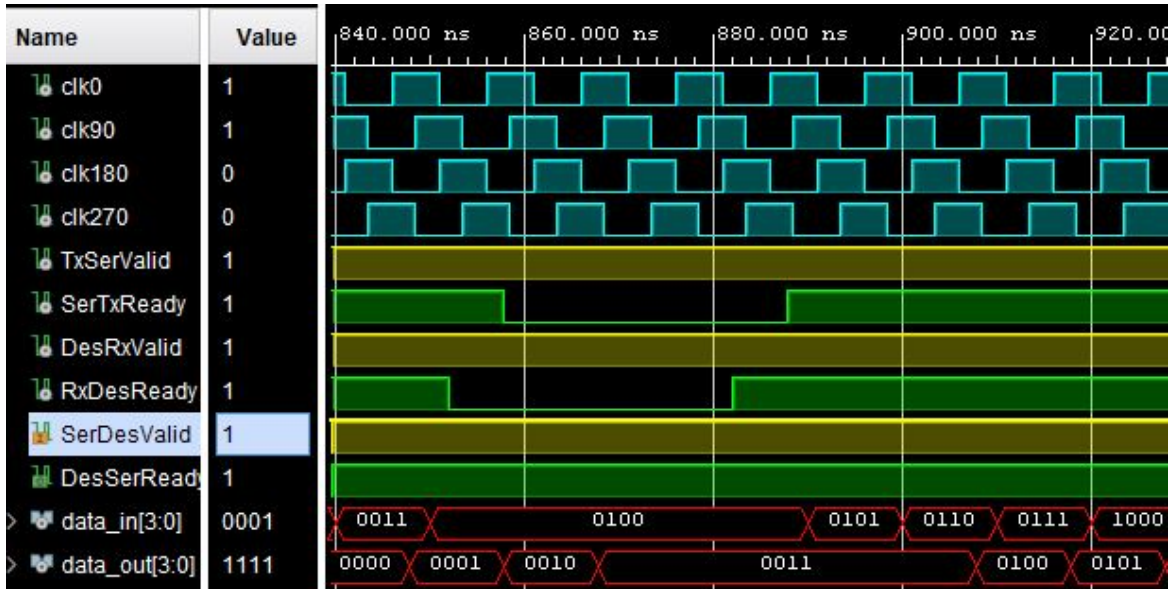 Name Value 840.000 ns 860.000 ns 880.000 ns 900.000 ns 920.00
clk0 1
clk90 1
clk180 0
clk270 0
TxSerValid 1
SerTxReady 1
DesRxValid 1
RxDesReady 1
SerDesValid 1
DesSerReady 1
data_in[3:0] 0001 0011 0100 0101 0110 0111 1000
data_out[3:0] 1111 0000 0001 0010 0011 0100 0101